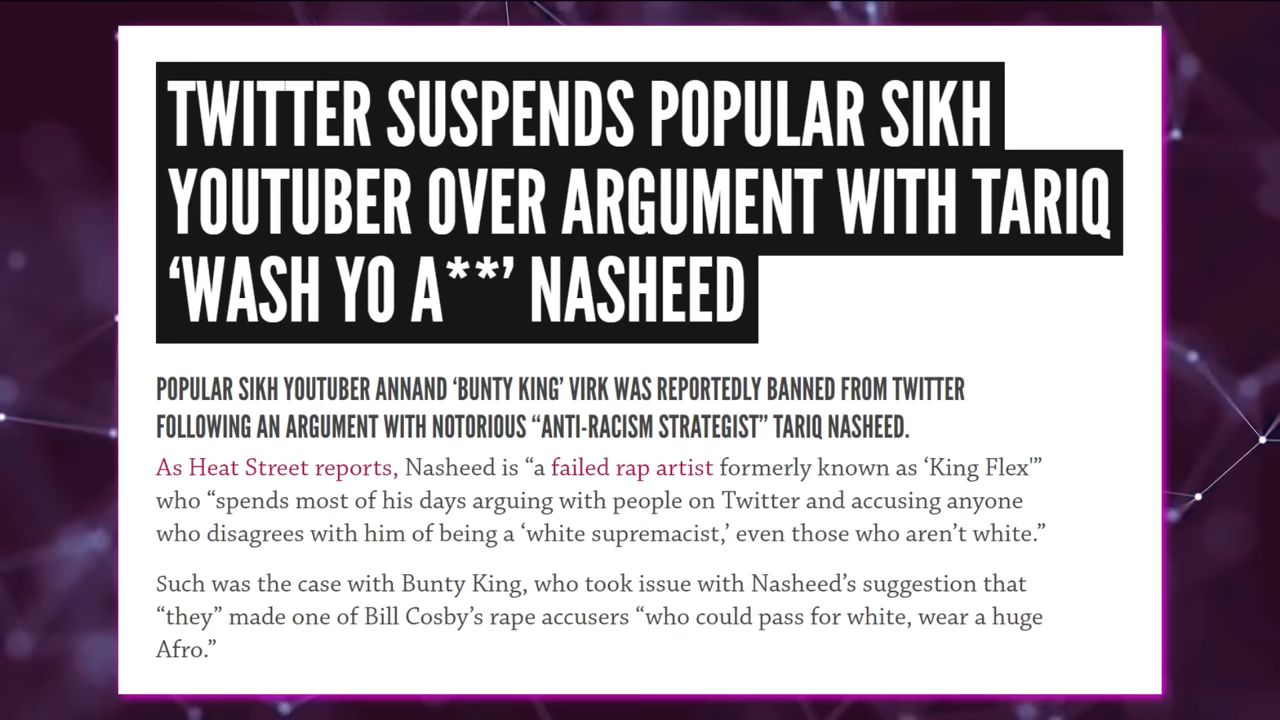 TWITTER SUSPENDS POPULAR SIKH
YOUTUBER OVER ARGUMENT WITH TARIQ
‘WASH YO A**’ NASHEED
POPULAR SIKH YOUTUBER ANNAND ‘BUNTY KING’ VIRK WAS REPORTEDLY BANNED FROM TWITTER
FOLLOWING AN ARGUMENT WITH NOTORIOUS “ANTI-RACISM STRATEGIST” TARIQ NASHEED.
As Heat Street reports, Nasheed is “a failed rap artist formerly known as ‘King Flex'”
who “spends most of his days arguing with people on Twitter and accusing anyone
who disagrees with him of being a ‘white supremacist,’ even those who aren’t white.”
Such was the case with Bunty King, who took issue with Nasheed’s suggestion that
“they” made one of Bill Cosby’s rape accusers “who could pass for white, wear a huge
Afro.”